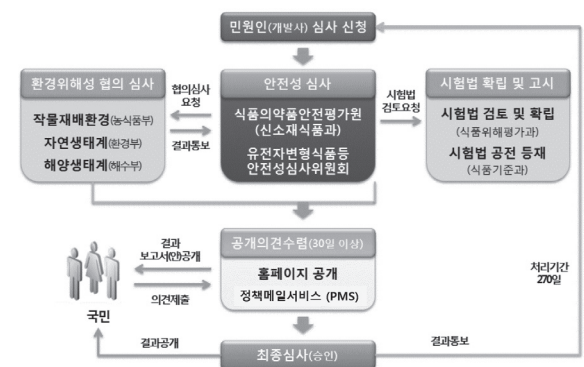 민원인(개발사) 심사 신청
환경위해성 협의 심사
작물재배환경(농식품부)
자연생태계(환경부)
해양생태계(해수부)
협의심사
요청
결과통보
안전성 심사
식품의약품안전평가원
(신소재식품과)
유전자변형식품등
안전성심사위원회
시험법
검토요청
시험법 확립 및 고시
시험법 검토 및 확립
(식품위해평가과)
시험법 공전 등재
(식품기준과)
공개의견수렴(30일 이상)
홈페이지 공개
정책메일서비스 (PMS)
결과
보고서(안)공개
의견제출
국민
처리기간
270일
결과공개
최종심사(승인)
결과통보